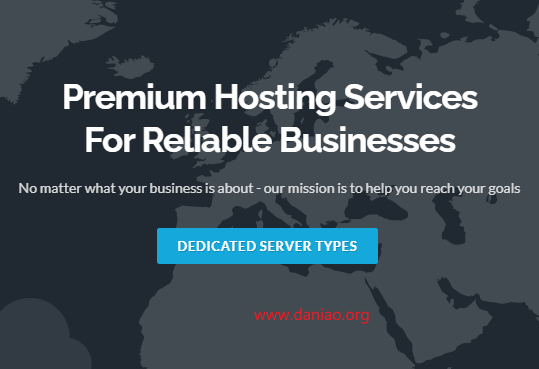 Premium Hosting Services
For Reliable Businesses
No matter what your business is about - our mission is to help you reach your goals
DEDICATED SERVER TYPES
www.daniao.org